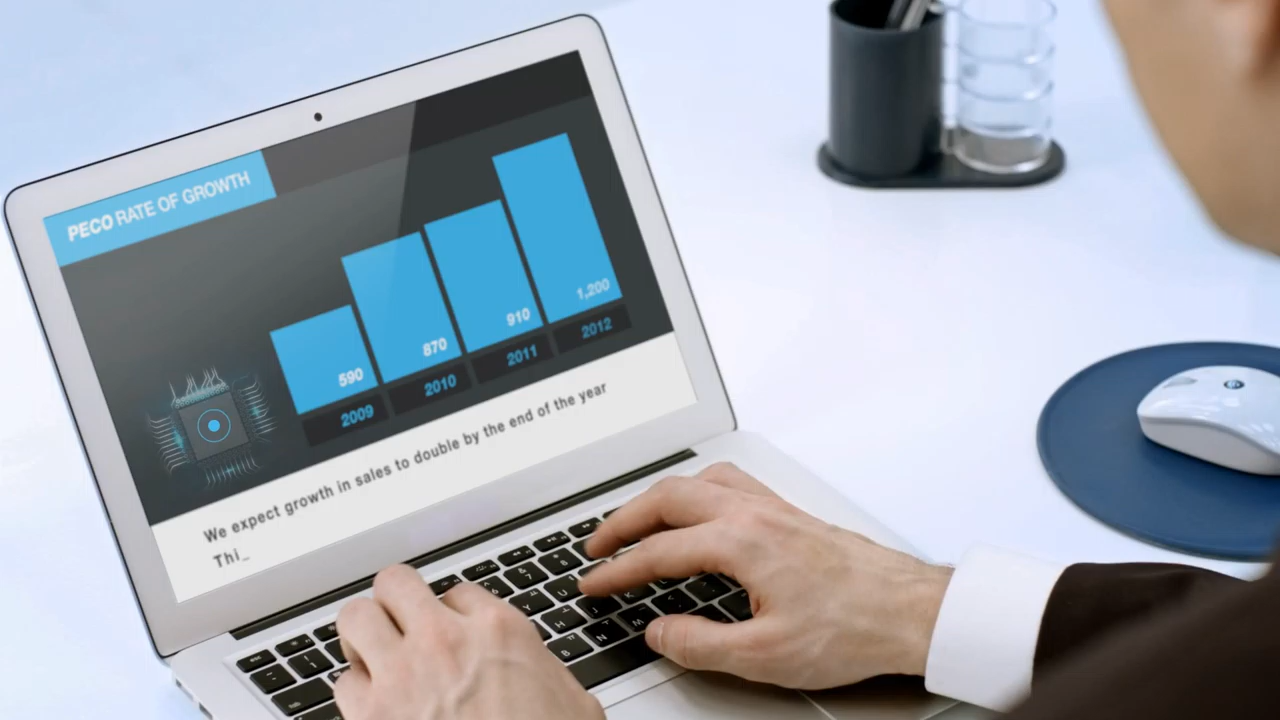 PECO RATE OF GROWTH
590
870
910
1,200
2009
2010
2011
2012
We expect growth in sales to double by the end of the year
Thi_